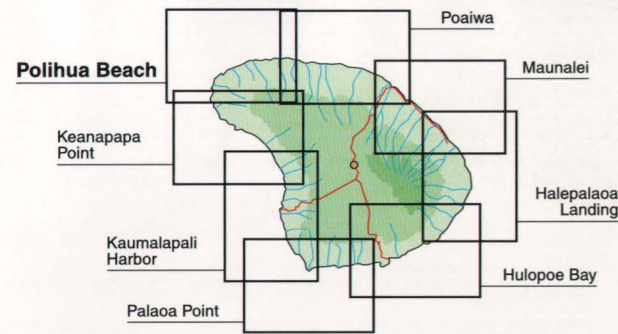 Poaiwa
Polihua Beach
Maunalei
Keanapapa
Point
Halepalaoa
Landing
Kaumalapali
Harbor
Hulopoe Bay
Palaoa Point